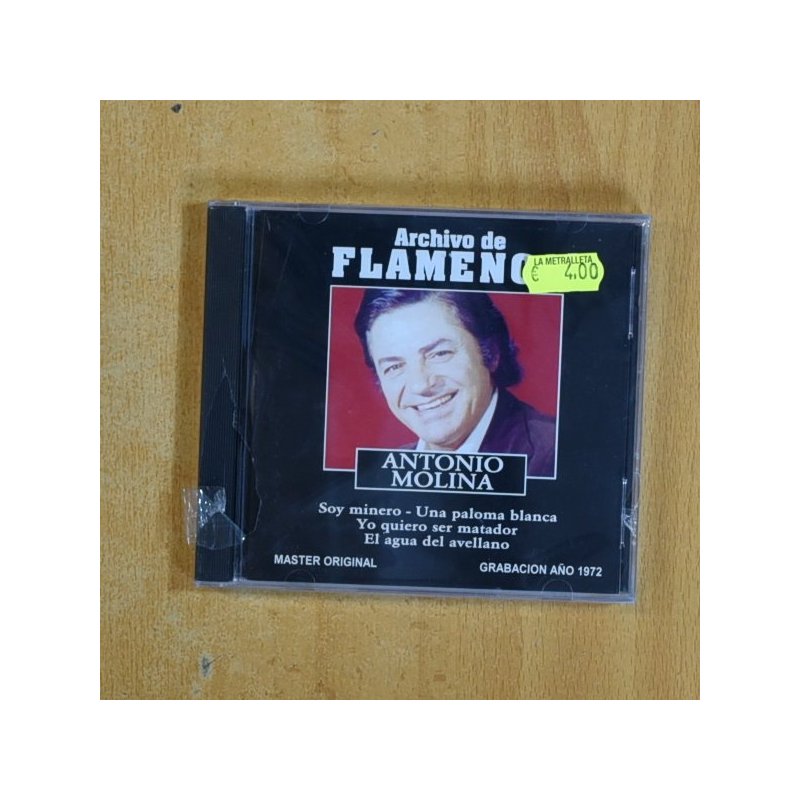 Archivo de
FLAMENC
LA METRALLETA
€ 4.00
ANTONIO
MOLINA
Soy minero - Una paloma blanca
Yo quiero ser matador
El agua del avellano
MASTER ORIGINAL
GRABACION AÑO 1972